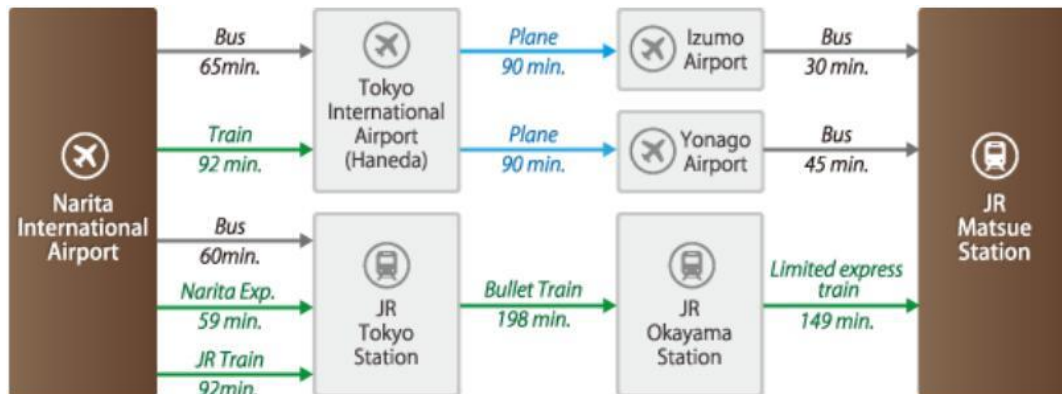 Narita
International
Airport
Bus
65min.
Train
92 min.
Bus
60min.
Narita Exp.
59 min.
JR Train
92min.
Tokyo
International
Airport
(Haneda)
JR
Tokyo
Station
Plane
90 min.
Plane
90 min.
Bullet Train
198 min.
Izumo
Airport
Yonago
Airport
JR
Okayama
Station
Bus
30 min.
Bus
45 min.
Limited express
train
149 min.
JR
Matsue
Station